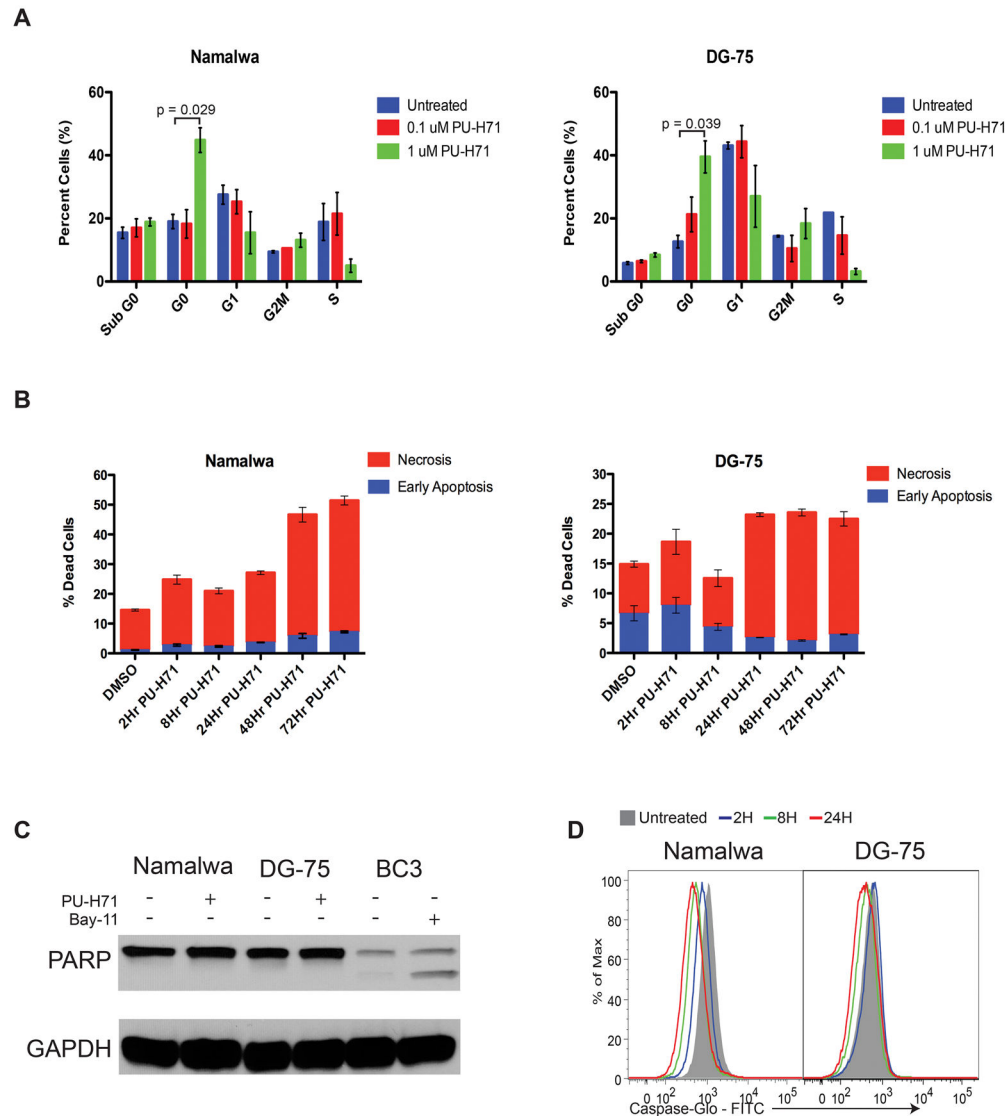 A
Namalwa
Percent Cells (%)
60
40
20
0
p = 0.029
Sub G0
G0
G1
G2M
S
Untreated
0.1 uM PU-H71
1 uM PU-H71
DG-75
Percent Cells (%)
60
40
20
0
p = 0.039
Sub G0
G0
G1
G2M
S
Untreated
0.1 uM PU-H71
1 uM PU-H71
B
Namalwa
% Dead Cells
60
50
40
30
20
10
0
DMSO
2Hr PU-H71
8Hr PU-H71
24Hr PU-H71
48Hr PU-H71
72Hr PU-H71
Necrosis
Early Apoptosis
DG-75
% Dead Cells
30
25
20
15
10
5
0
DMSO
2Hr PU-H71
8Hr PU-H71
24Hr PU-H71
48Hr PU-H71
72Hr PU-H71
Necrosis
Early Apoptosis
C
Namalwa DG-75 BC3
PU-H71 - + - + - -
Bay-11 - - - - - +
PARP
GAPDH
D
Untreated 2H 8H 24H
Namalwa DG-75
% of Max
100
80
60
40
20
0
0 10² 10³ 10⁴ 10⁵
0 10² 10³ 10⁴ 10⁵
Caspase-Glo - FITC